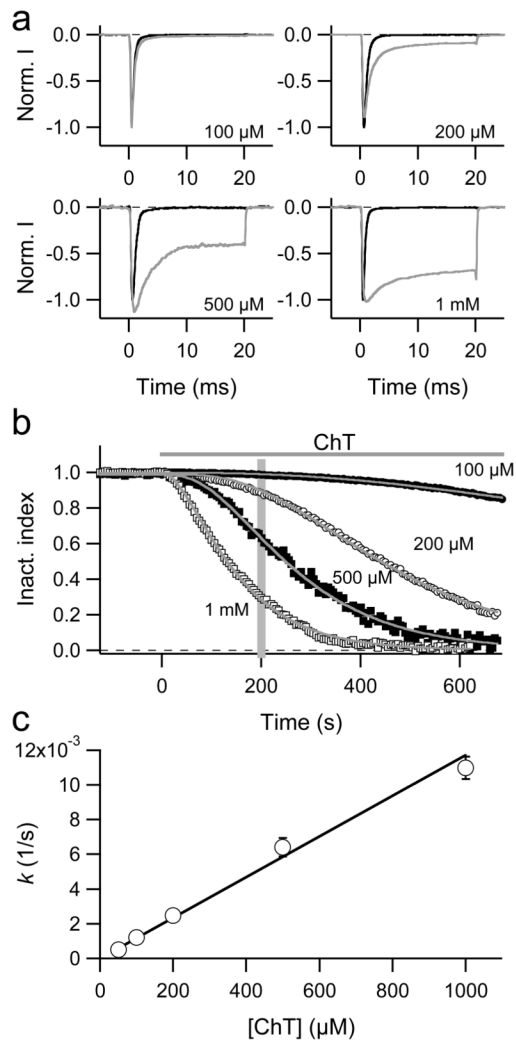 a
Norm. I
0.0
-0.5
-1.0
100 µM
0 10 20
0.0
-0.5
-1.0
200 µM
0 10 20
Norm. I
0.0
-0.5
-1.0
500 µM
0 10 20
Time (ms)
0.0
-0.5
-1.0
1 mM
0 10 20
Time (ms)
b
ChT
Inact. index
1.0
0.8
0.6
0.4
0.2
0.0
100 µM
200 µM
500 µM
1 mM
0 200 400 600
Time (s)
c
k (1/s)
12x10-3
10
8
6
4
2
0
0 200 400 600 800 1000
[ChT] (µM)